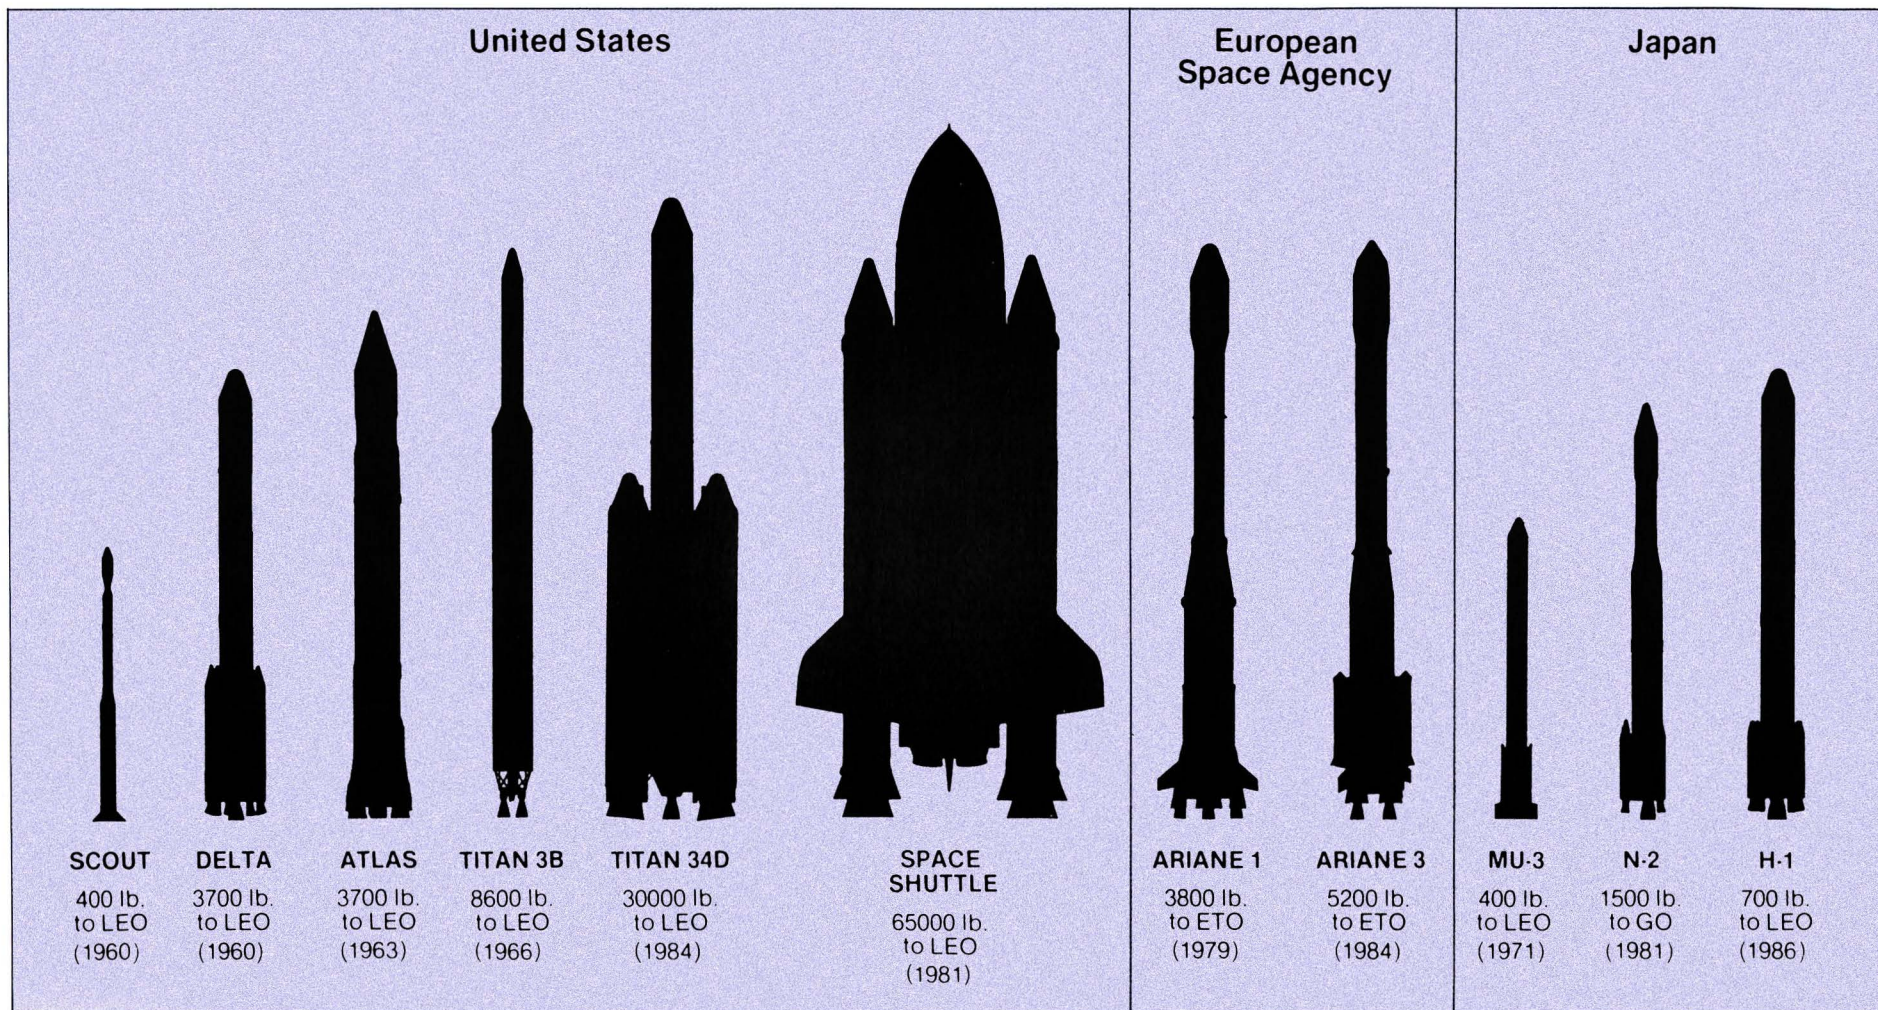 United States
European
Space Agency
Japan
SCOUT
400 lb.
to LEO
(1960)
DELTA
3700 lb.
to LEO
(1960)
ATLAS
3700 lb.
to LEO
(1963)
TITAN 3B
8600 lb.
to LEO
(1966)
TITAN 34D
30000 lb.
to LEO
(1984)
SPACE
SHUTTLE
65000 lb.
to LEO
(1981)
ARIANE 1
3800 lb.
to ETO
(1979)
ARIANE 3
5200 lb.
to ETO
(1984)
MU-3
400 lb.
to LEO
(1971)
N-2
1500 lb.
to GO
(1981)
H-1
700 lb.
to LEO
(1986)